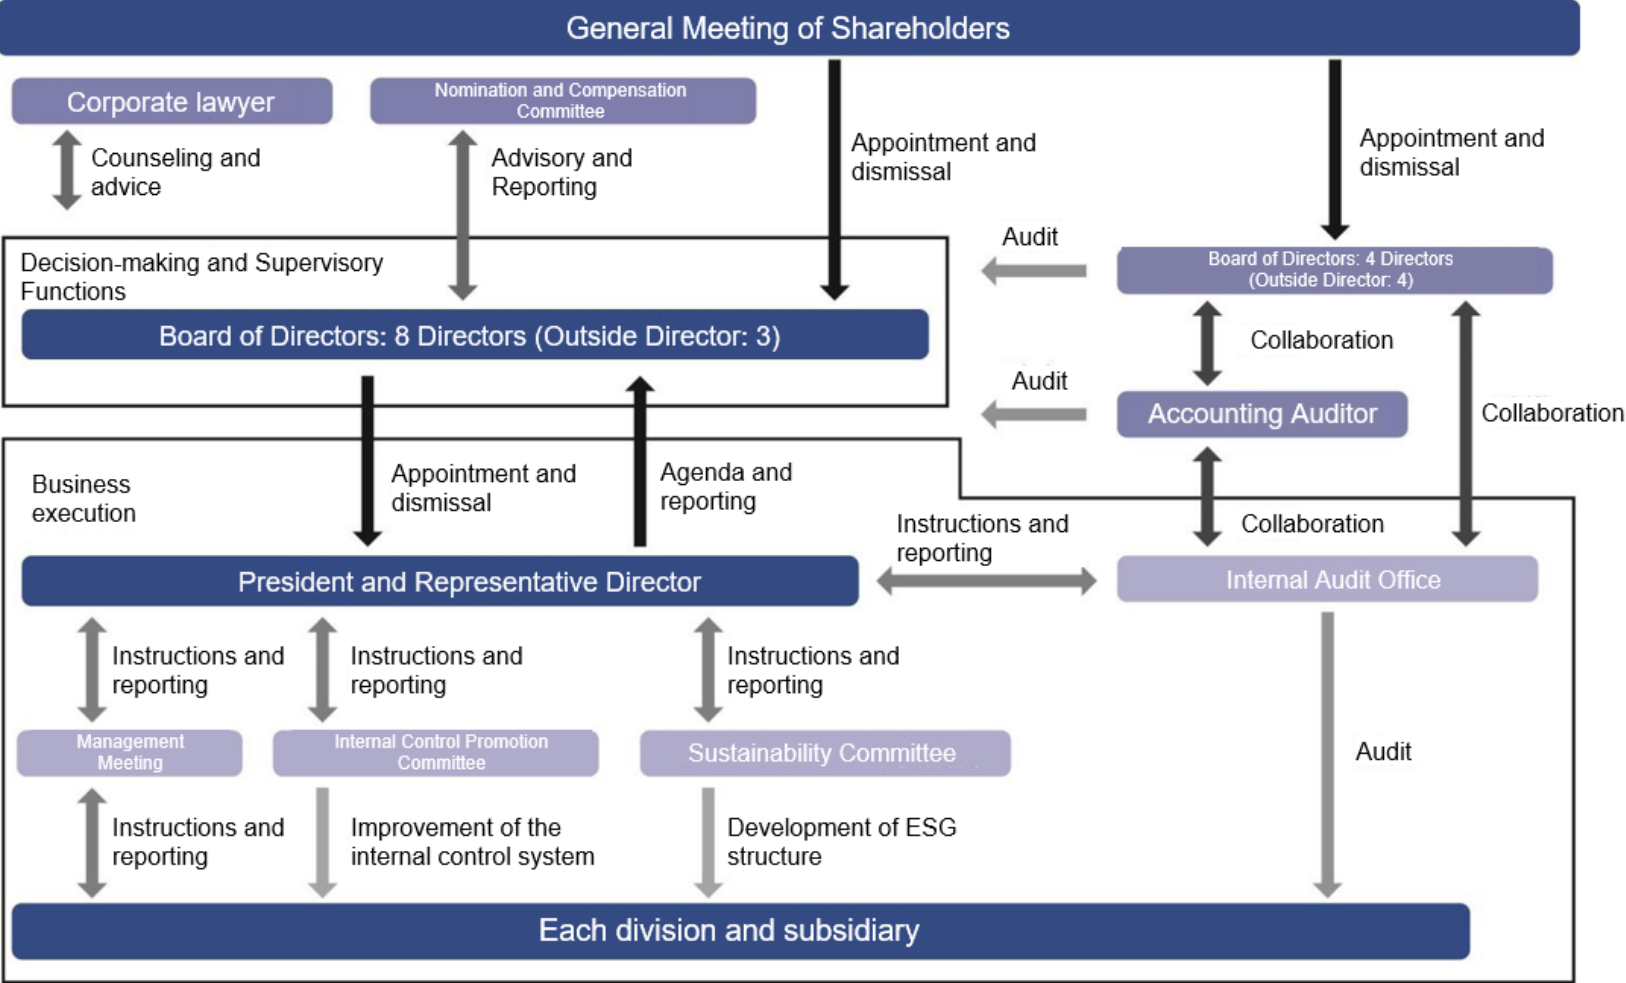 General Meeting of Shareholders
Corporate lawyer
Nomination and Compensation
Committee
Counseling and
advice
Advisory and
Reporting
Appointment and
dismissal
Appointment and
dismissal
Decision-making and Supervisory
Functions
Board of Directors: 8 Directors (Outside Director: 3)
Audit
Board of Directors: 4 Directors
(Outside Director: 4)
Collaboration
Audit
Accounting Auditor
Collaboration
Business
execution
Appointment and
dismissal
Agenda and
reporting
Instructions and
reporting
Collaboration
President and Representative Director
Internal Audit Office
Instructions and
reporting
Instructions and
reporting
Instructions and
reporting
Management
Meeting
Internal Control Promotion
Committee
Sustainability Committee
Audit
Instructions and
reporting
Improvement of the
internal control system
Development of ESG
structure
Each division and subsidiary